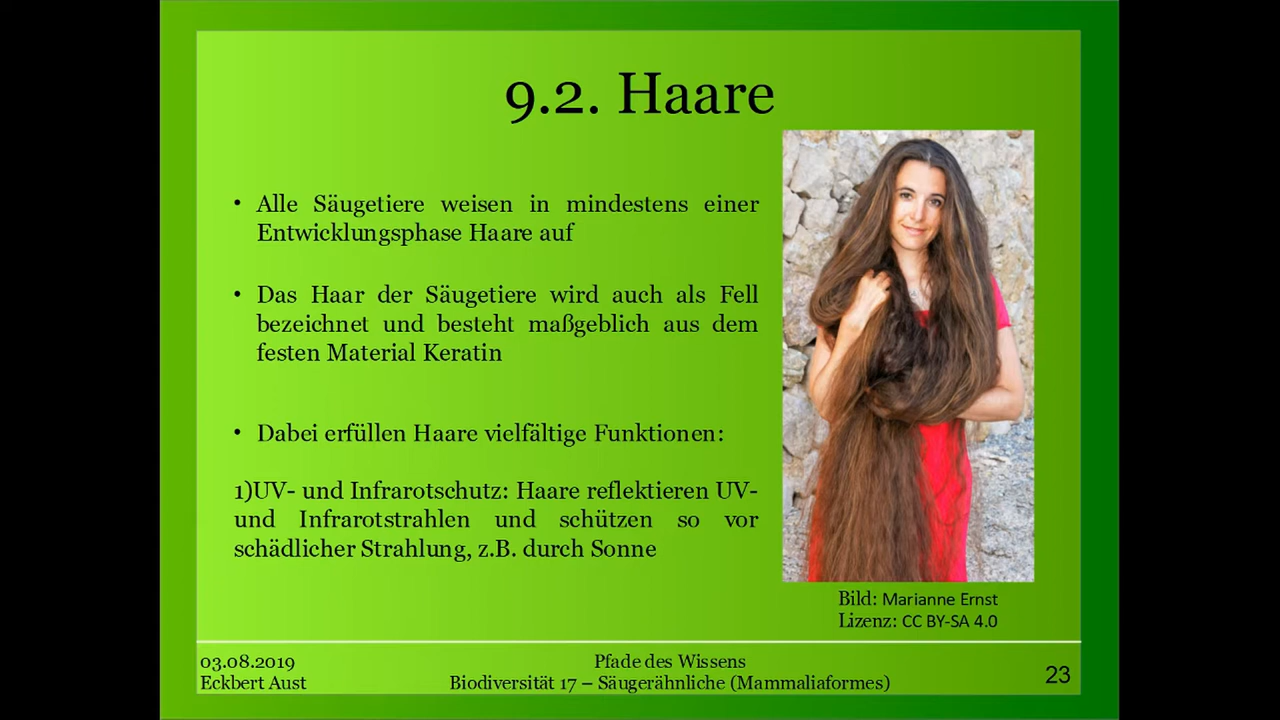 9.2. Haare
• Alle Säugetiere weisen in mindestens einer
Entwicklungsphase Haare auf
• Das Haar der Säugetiere wird auch als Fell
bezeichnet und besteht maßgeblich aus dem
festen Material Keratin
• Dabei erfüllen Haare vielfältige Funktionen:
1)UV- und Infrarotschutz: Haare reflektieren UV-
und Infrarotstrahlen und schützen so vor
schädlicher Strahlung, z.B. durch Sonne
Bild: Marianne Ernst
Lizenz: CC BY-SA 4.0
03.08.2019
Eckbert Aust
Pfade des Wissens
Biodiversität 17 – Säugerähnliche (Mammaliaformes)
23